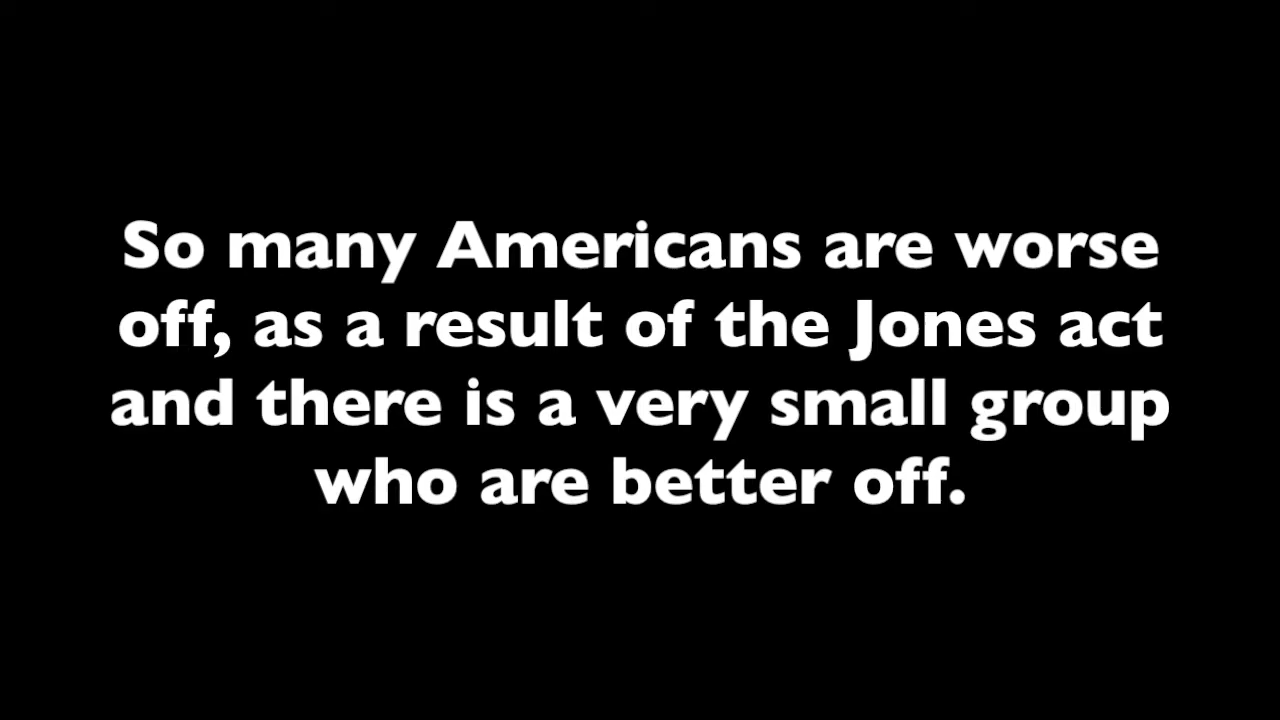 So many Americans are worse
off, as a result of the Jones act
and there is a very small group
who are better off.